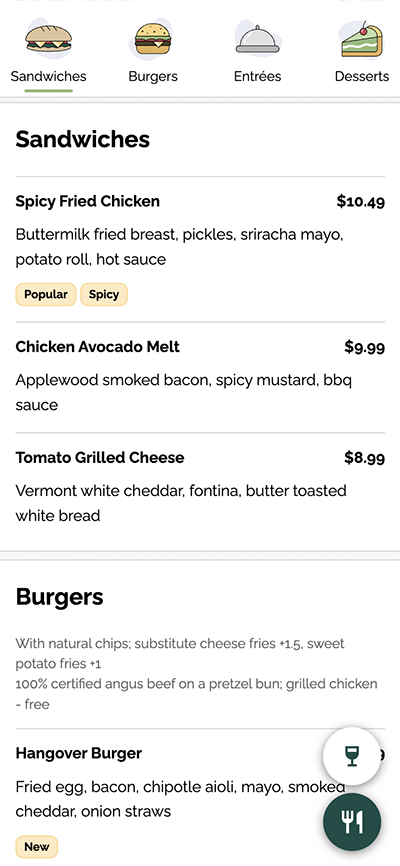 Sandwiches
Burgers
Entrées
Desserts
Sandwiches
Spicy Fried Chicken
$10.49
Buttermilk fried breast, pickles, sriracha mayo,
potato roll, hot sauce
Popular
Spicy
Chicken Avocado Melt
$9.99
Applewood smoked bacon, spicy mustard, bbq
sauce
Tomato Grilled Cheese
$8.99
Vermont white cheddar, fontina, butter toasted
white bread
Burgers
With natural chips; substitute cheese fries +1.5, sweet
potato fries +1
100% certified angus beef on a pretzel bun; grilled chicken
- free
Hangover Burger
Fried egg, bacon, chipotle aioli, mayo, smoked
cheddar, onion straws
New